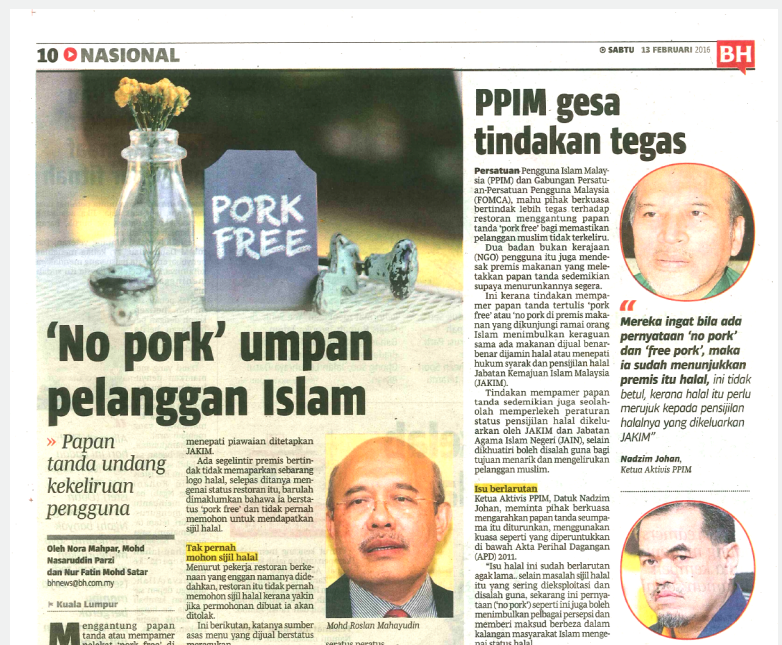 10 NASIONAL
SABTU 13 FEBRUARI 2016
BH
PORK
FREE
‘No pork’ umpan
pelanggan Islam
» Papan
tanda undang
kekeliruan
pengguna
Oleh Nora Mahpar, Mohd
Nasaruddin Parzi
dan Nur Fatin Mohd Satar
bhnews@bh.com.my
Kuala Lumpur
Menggantung papan
tanda atau mempamer
menepati piawaian ditetapkan
JAKIM.
Ada segelintir premis bertin-
dak tidak memaparkan sebarang
logo halal, selepas ditanya me-
ngenai status restoran itu, barulah
dimaklumkan bahawa ia bersta-
tus ‘pork free’ dan tidak pernah
memohon untuk mendapatkan
sijil halal.
Tak pernah
mohon sijil halal
Menurut pekerja restoran berke-
naan yang enggan namanya dide-
dahkan, restoran itu tidak pernah
memohon sijil halal kerana yakin
jika permohonan dibuat ia akan
ditolak.
Ini berikutan, katanya sumber
asas menu yang dijual berstatus
Mohd Roslan Mahayudin
PPIM gesa
tindakan tegas
Persatuan Pengguna Islam Malay-
sia (PPIM) dan Gabungan Persatu-
an-Persatuan Pengguna Malaysia
(FOMCA), mahu pihak berkuasa
bertindak lebih tegas terhadap
restoran menggantung papan
tanda ‘pork free’ bagi memastikan
pelanggan muslim tidak terkeliru.
Dua badan bukan kerajaan
(NGO) pengguna itu juga mende-
sak premis makanan yang mele-
takkan papan tanda sedemikian
supaya menurunkannya segera.
Ini kerana tindakan mempa-
mer papan tanda tertulis ‘pork
free’ atau ‘no pork di premis maka-
nan yang dikunjungi ramai orang
Islam menimbulkan keraguan
sama ada makanan dijual benar-
benar dijamin halal atau menepati
hukum syarak dan pensijilan halal
Jabatan Kemajuan Islam Malaysia
(JAKIM).
Tindakan mempamer papan
tanda sedemikian juga seolah-
olah memperlekeh peraturan
status pensijilan halal dikelu-
arkan oleh JAKIM dan Jabatan
Agama Islam Negeri (JAIN), selain
dikhuatiri boleh disalah guna bagi
tujuan menarik dan mengelirukan
pelanggan muslim.
Isu berlarutan
Ketua Aktivis PPIM, Datuk Nadzim
Johan, meminta pihak berkuasa
mengarahkan papan tanda seumpa-
ma itu diturunkan, menggunakan
kuasa seperti yang diperuntukkan
di bawah Akta Perihal Dagangan
(APD) 2011.
“Isu halal ini sudah berlarutan
agak lama.. selain masalah sijil halal
itu yang sering dieksploitasi dan
disalah guna, sekarang ini pernya-
taan (‘no pork’) seperti ini juga boleh
menimbulkan pelbagai persepsi dan
memberi maksud berbeza dalam
kalangan masyarakat Islam menge-
nai status halal.
“
Mereka ingat bila ada
pernyataan ‘no pork’
dan ‘free pork’, maka
ia sudah menunjukkan
premis itu halal, ini tidak
betul, kerana halal itu perlu
merujuk kepada pensijilan
halalnya yang dikeluarkan
JAKIM”
Nadzim Johan,
Ketua Aktivis PPIM